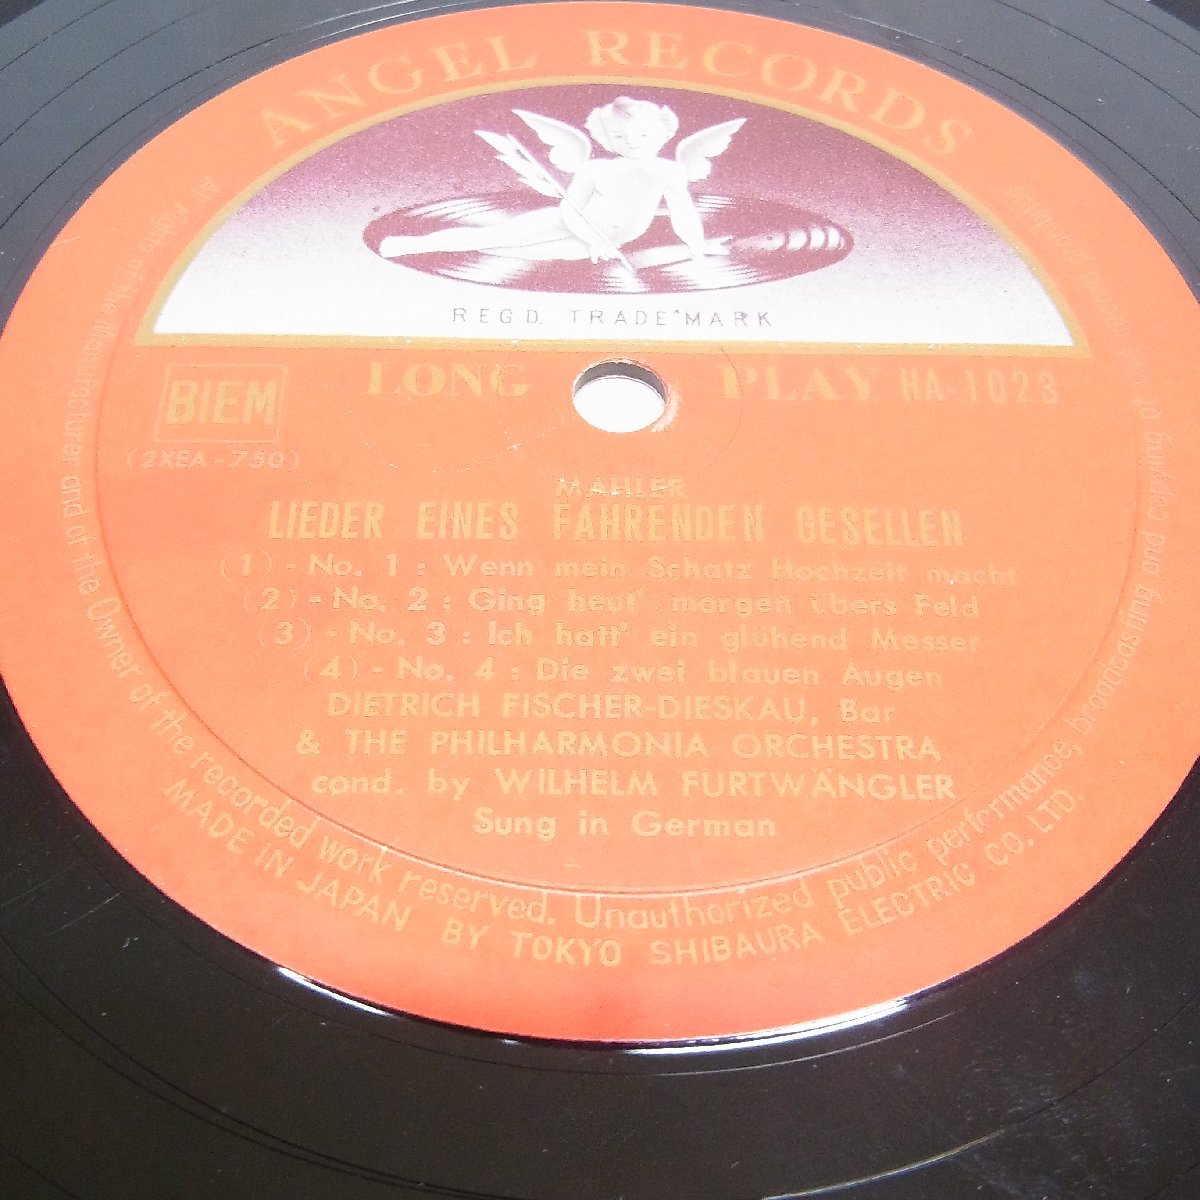 ANGEL RECORDS
REGD. TRADE MARK
LONG PLAY HA-1023
BIEM
(2XEA-750)
MAHLER
LIEDER EINES FAHRENDEN GESELLEN
(1)-No. 1: Wenn mein Schatz Hochzeit macht
(2)-No. 2: Ging heut' morgen übers Feld
(3)-No. 3: Ich hatt' ein glühend Messer
(4)-No. 4: Die zwei blauen Augen
DIETRICH FISCHER-DIESKAU, Bar
& THE PHILHARMONIA ORCHESTRA
cond. by WILHELM FURTWÄNGLER
Sung in German
All rights of the Manufacturer and of the Owner of the recorded work reserved. Unauthorized public performance, broadcasting and copying of
MADE IN JAPAN BY TOKYO SHIBAURA ELECTRIC CO. LTD.